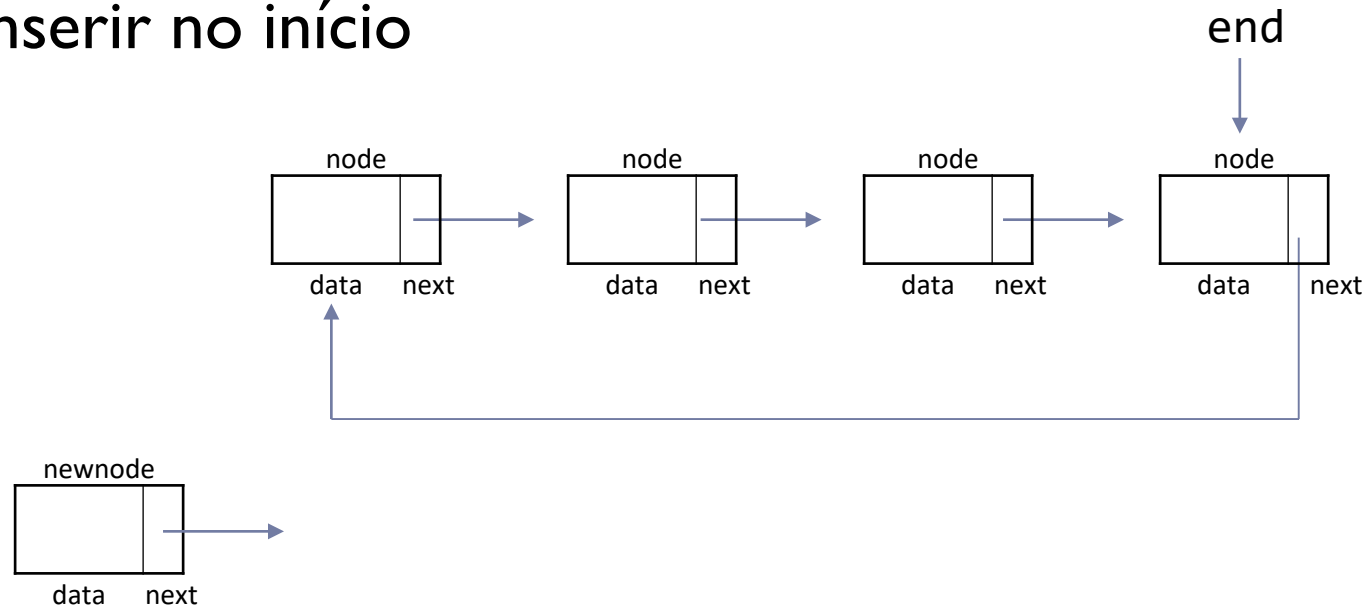 nserir no início
end
node node node node
data next data next data next data next
newnode
data next